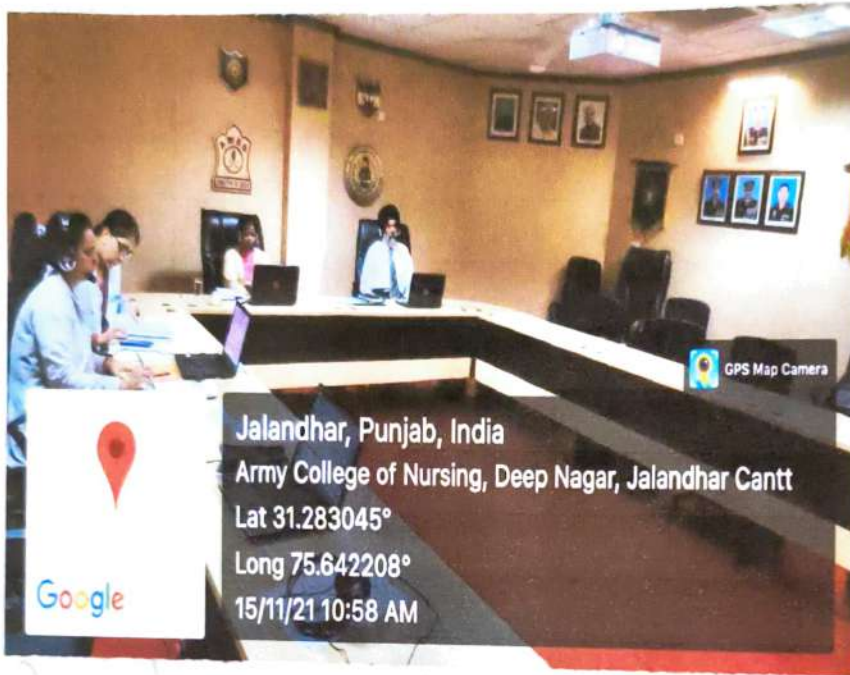 GPS Map Camera
Jalandhar, Punjab, India
Army College of Nursing, Deep Nagar, Jalandhar Cantt
Lat 31.283045°
Long 75.642208°
15/11/21 10:58 AM
Google